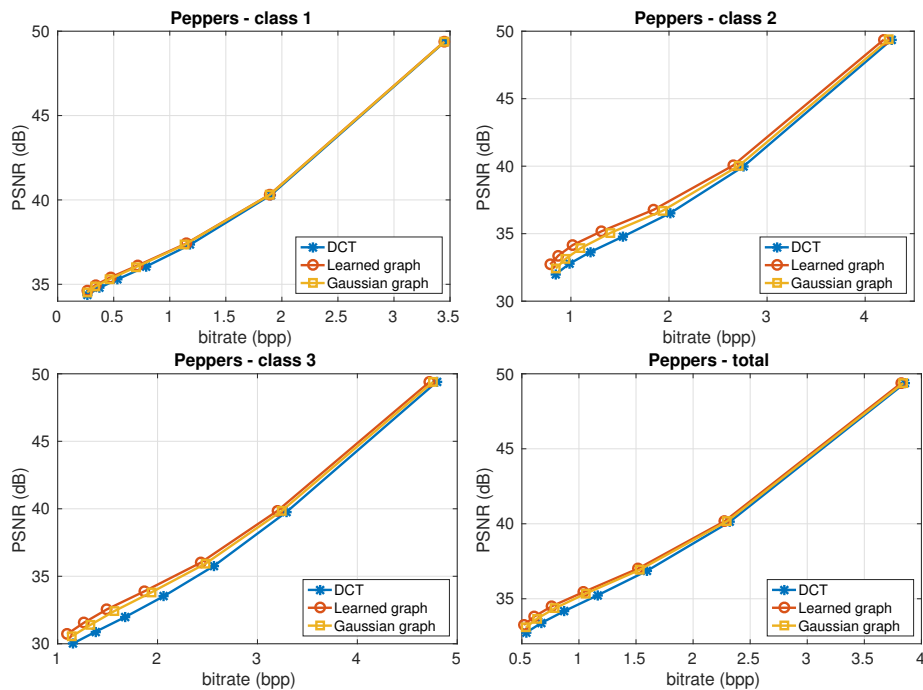 Peppers - class 1
50
45
40
35
PSNR (dB)
0 0.5 1 1.5 2 2.5 3 3.5
bitrate (bpp)
DCT
Learned graph
Gaussian graph
Peppers - class 2
50
45
40
35
30
PSNR (dB)
1 2 3 4
bitrate (bpp)
DCT
Learned graph
Gaussian graph
Peppers - class 3
50
45
40
35
30
PSNR (dB)
1 2 3 4 5
bitrate (bpp)
DCT
Learned graph
Gaussian graph
Peppers - total
50
45
40
35
PSNR (dB)
0.5 1 1.5 2 2.5 3 3.5 4
bitrate (bpp)
DCT
Learned graph
Gaussian graph